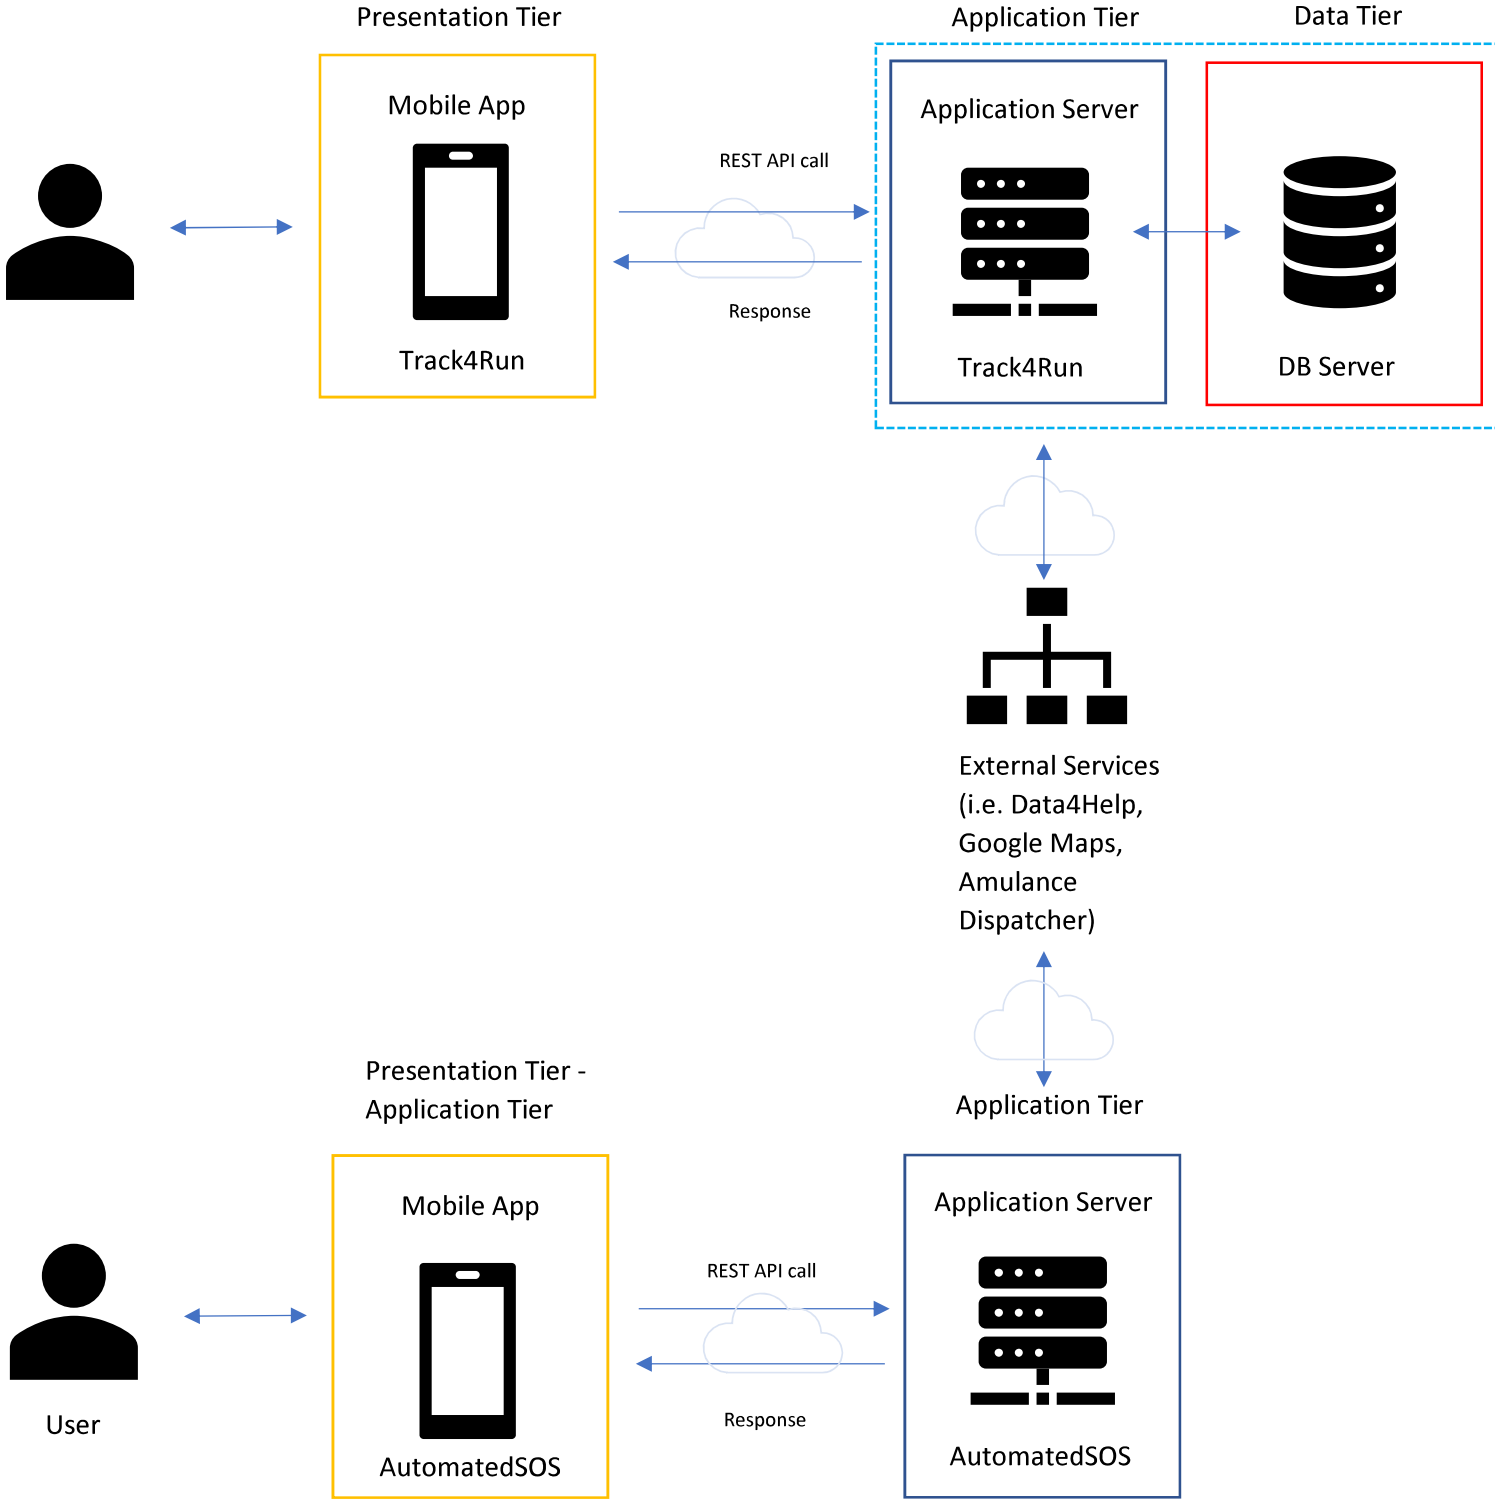 Presentation Tier
Application Tier
Data Tier
Mobile App
Application Server
REST API call
Response
Track4Run
Track4Run
DB Server
External Services
(i.e. Data4Help,
Google Maps,
Amulance
Dispatcher)
Presentation Tier -
Application Tier
Application Tier
Mobile App
Application Server
REST API call
Response
User
AutomatedSOS
AutomatedSOS